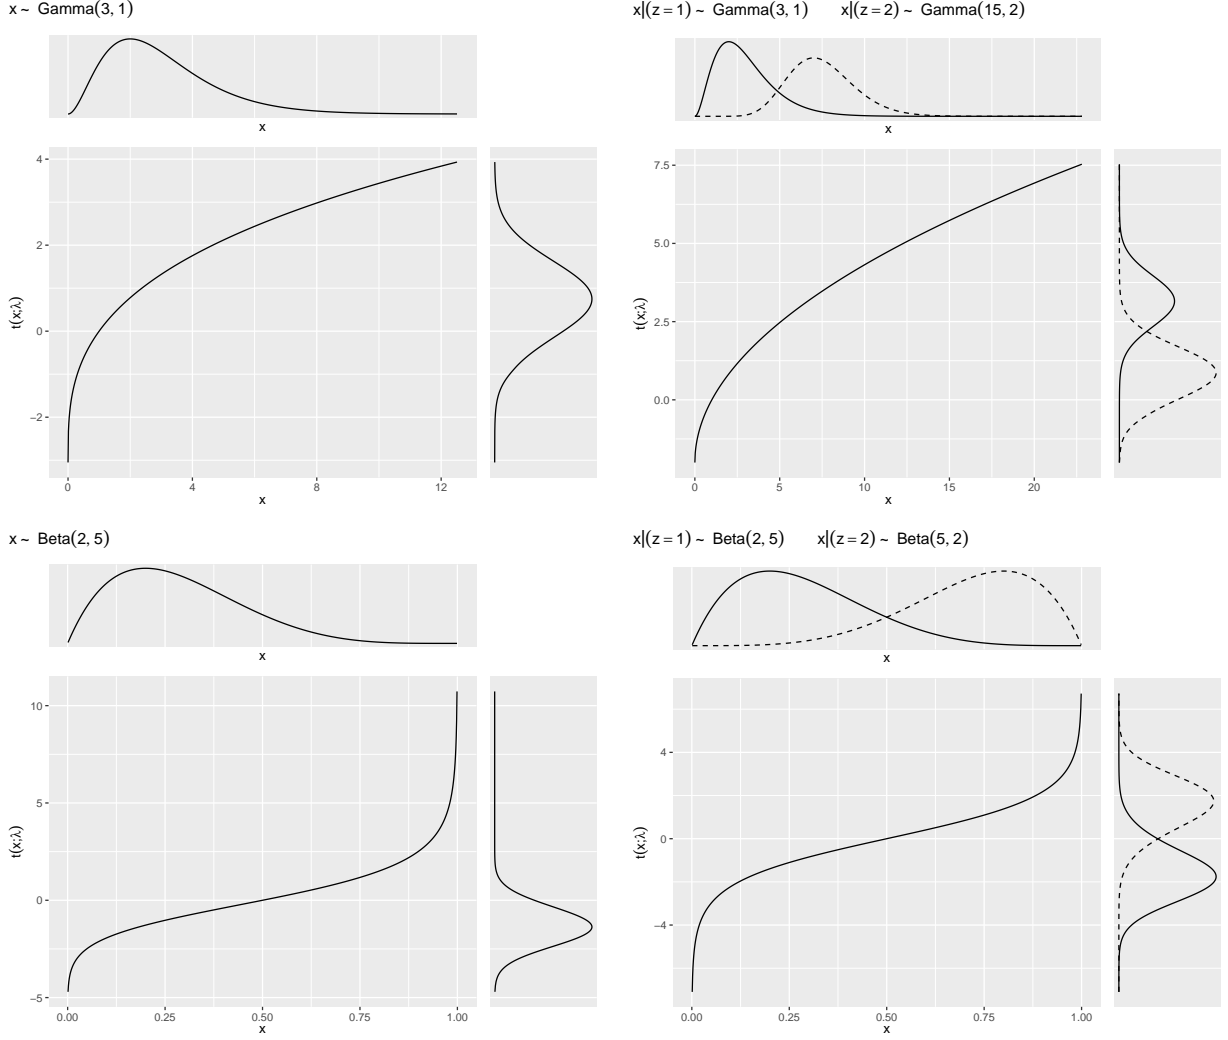 x ~ Gamma(3, 1)
x
4
2
0
−2
t(x;λ)
0
4
8
12
x
x|(z = 1) ~ Gamma(3, 1) x|(z = 2) ~ Gamma(15, 2)
x
7.5
5.0
2.5
0.0
t(x;λ)
0
5
10
15
20
x
x ~ Beta(2, 5)
x
10
5
0
−5
t(x;λ)
0.00
0.25
0.50
0.75
1.00
x
x|(z = 1) ~ Beta(2, 5) x|(z = 2) ~ Beta(5, 2)
x
4
0
−4
t(x;λ)
0.00
0.25
0.50
0.75
1.00
x